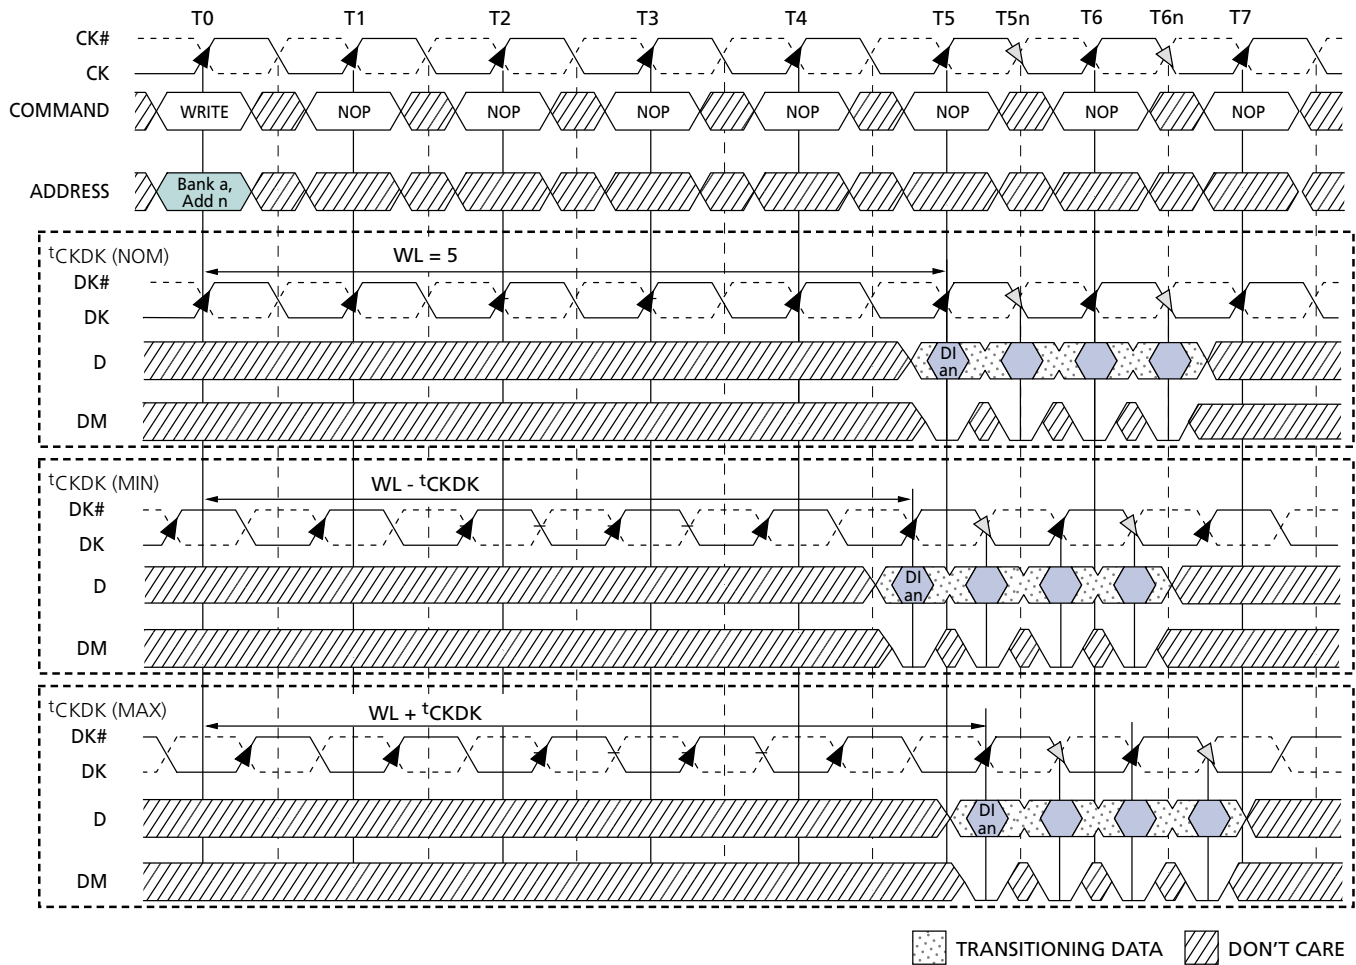 T0 T1 T2 T3 T4 T5 T5n T6 T6n T7
CK#
CK
COMMAND WRITE NOP NOP NOP NOP NOP NOP NOP
ADDRESS Bank a,
Add n
tCKDK (NOM)
WL = 5
DK#
DK
D DI
an
DM
tCKDK (MIN)
WL - tCKDK
DK#
DK
D DI
an
DM
tCKDK (MAX)
WL + tCKDK
DK#
DK
D DI
an
DM
TRANSITIONING DATA DON'T CARE